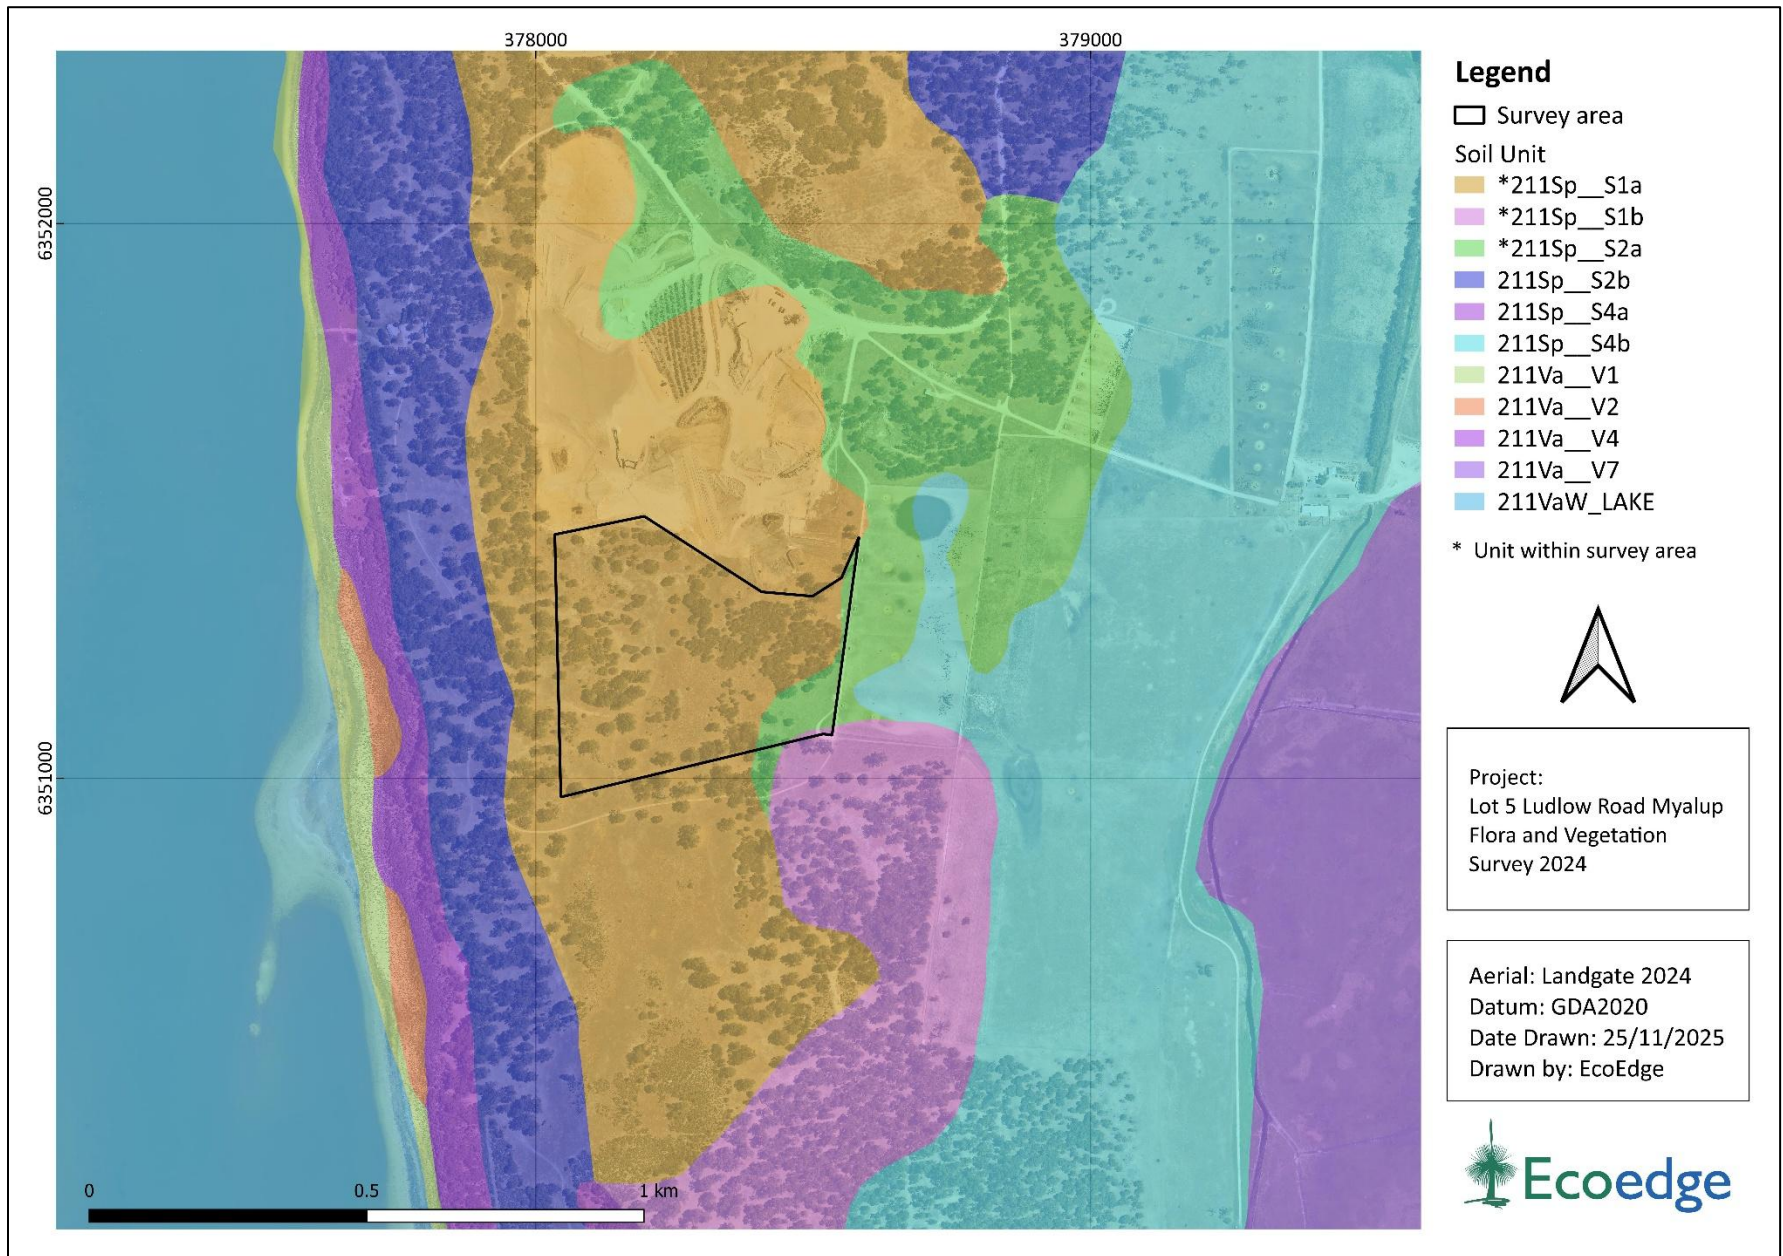 378000
379000
6352000
6351000
0
0.5
1 km
Legend
Survey area
Soil Unit
*211Sp__S1a
*211Sp__S1b
*211Sp__S2a
211Sp__S2b
211Sp__S4a
211Sp__S4b
211Va__V1
211Va__V2
211Va__V4
211Va__V7
211VaW_LAKE
* Unit within survey area
Project:
Lot 5 Ludlow Road Myalup
Flora and Vegetation
Survey 2024
Aerial: Landgate 2024
Datum: GDA2020
Date Drawn: 25/11/2025
Drawn by: EcoEdge
Ecoedge